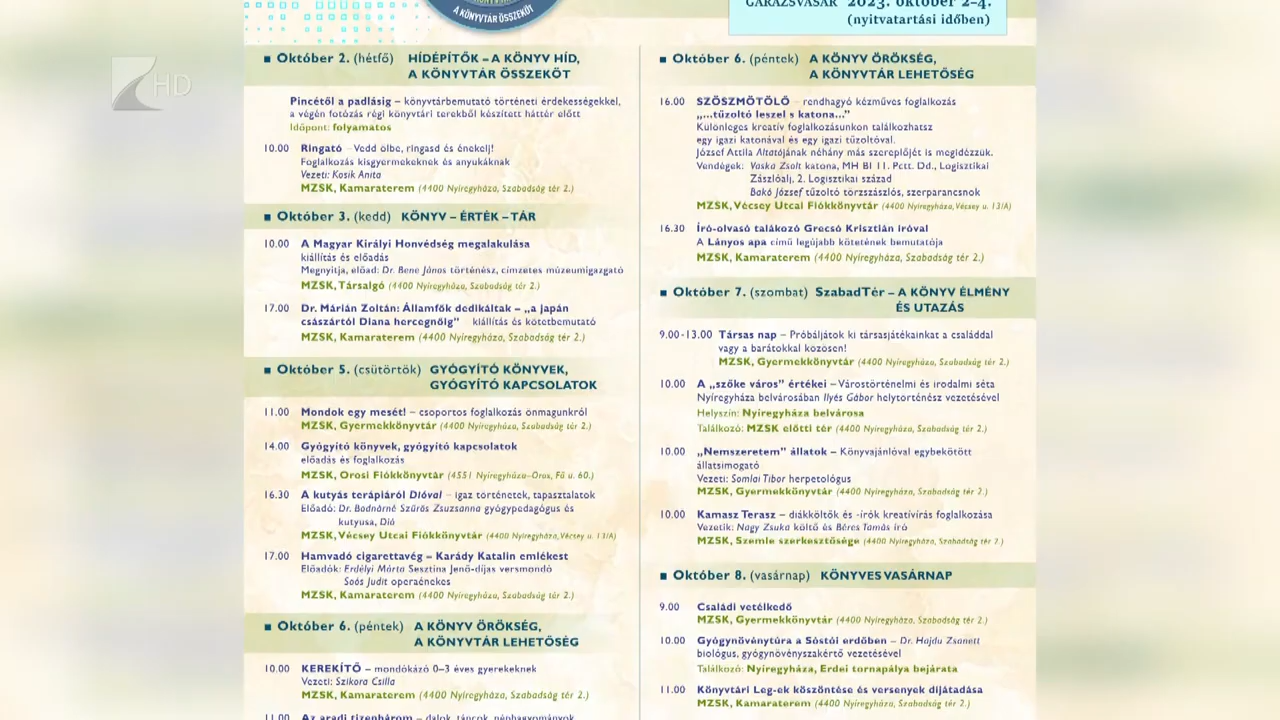 A KÖNYVTÁR ÖSSZEKÖT
GARÁZSVÁSÁR 2023. október 2–4.
(nyitvatartási időben)
HD
■ Október 2. (hétfő) HÍDÉPÍTŐK – A KÖNYV HÍD,
A KÖNYVTÁR ÖSSZEKÖT
Pincétől a padlásig – könyvtárbemutató történeti érdekességekkel,
a végén fotózás régi könyvtári terekből készített háttér előtt
Időpont: folyamatos
10.00 Ringató – Vedd ölbe, ringasd és énekelj!
Foglalkozás kisgyermekeknek és anyukáknak
Vezeti: Kosik Anita
MZSK, Kamaraterem (4400 Nyíregyháza, Szabadság tér 2.)
■ Október 3. (kedd) KÖNYV – ÉRTÉK – TÁR
10.00 A Magyar Királyi Honvédség megalakulása
kiállítás és előadás
Megnyitja, előad: Dr. Bene János történész, címzetes múzeumigazgató
MZSK, Társalgó (4400 Nyíregyháza, Szabadság tér 2.)
17.00 Dr. Márián Zoltán: Államfők dedikáltak – „a japán
császártól Diana hercegnőig” kiállítás és kötetbemutató
MZSK, Kamaraterem (4400 Nyíregyháza, Szabadság tér 2.)
■ Október 5. (csütörtök) GYÓGYÍTÓ KÖNYVEK,
GYÓGYÍTÓ KAPCSOLATOK
11.00 Mondok egy mesét! – csoportos foglalkozás önmagunkról
MZSK, Gyermekkönyvtár (4400 Nyíregyháza, Szabadság tér 2.)
14.00 Gyógyító könyvek, gyógyító kapcsolatok
előadás és foglalkozás
MZSK, Orosi Fiókkönyvtár (4551 Nyíregyháza–Oros, Fő u. 60.)
16.30 A kutyás terápiáról Dióval – igaz történetek, tapasztalatok
Előadó: Dr. Bodnárné Szűrös Zsuzsanna gyógypedagógus és
kutyusa, Dió
MZSK, Vécsey Utcai Fiókkönyvtár (4400 Nyíregyháza, Vécsey u. 13/A)
17.00 Hamvadó cigarettavég – Karády Katalin emlékest
Előadók: Erdélyi Márta Sesztina Jenő-díjas versmondó
Soós Judit operaénekes
MZSK, Kamaraterem (4400 Nyíregyháza, Szabadság tér 2.)
■ Október 6. (péntek) A KÖNYV ÖRÖKSÉG,
A KÖNYVTÁR LEHETŐSÉG
10.00 KEREKÍTŐ – mondókázó 0–3 éves gyerekeknek
Vezeti: Szikora Csilla
MZSK, Kamaraterem (4400 Nyíregyháza, Szabadság tér 2.)
11.00 Az aradi tizenhárom – dalok, táncok, néphagyományok
■ Október 6. (péntek) A KÖNYV ÖRÖKSÉG,
A KÖNYVTÁR LEHETŐSÉG
16.00 SZÖSZMÖTÖLŐ – rendhagyó kézműves foglalkozás
„...tűzoltó leszel s katona...”
Különleges kreatív foglalkozásunkon találkozhatsz
egy igazi katonával és egy igazi tűzoltóval.
József Attila Altatójának néhány más szereplőjét is megidézzük.
Vendégek: Vaska Zsolt katona, MH BI 11. Pct. Dd., Logisztikai
Zászlóalj, 2. Logisztikai század
Bakó József tűzoltó törzszászlós, szerparancsnok
MZSK, Vécsey Utcai Fiókkönyvtár (4400 Nyíregyháza, Vécsey u. 13/A)
16.30 Író-olvasó találkozó Grecsó Krisztián íróval
A Lányos apa című legújabb kötetének bemutatója
MZSK, Kamaraterem (4400 Nyíregyháza, Szabadság tér 2.)
■ Október 7. (szombat) SzabadTér – A KÖNYV ÉLMÉNY
ÉS UTAZÁS
9.00-13.00 Társas nap – Próbáljátok ki társasjátékainkat a családdal
vagy a barátokkal közösen!
MZSK, Gyermekkönyvtár (4400 Nyíregyháza, Szabadság tér 2.)
10.00 A „szőke város” értékei – Várostörténelmi és irodalmi séta
Nyíregyháza belvárosában Ilyés Gábor helytörténész vezetésével
Helyszín: Nyíregyháza belvárosa
Találkozó: MZSK előtti tér (4400 Nyíregyháza, Szabadság tér 2.)
10.00 „Nemszeretem” állatok – Könyvajánlóval egybekötött
állatsimogató
Vezeti: Somlai Tibor herpetológus
MZSK, Gyermekkönyvtár (4400 Nyíregyháza, Szabadság tér 2.)
10.00 Kamasz Terasz – diákköltők és -írók kreatívírás foglalkozása
Vezetik: Nagy Zsuka költő és Béres Tamás író
MZSK, Szemle szerkesztősége (4400 Nyíregyháza, Szabadság tér 2.)
■ Október 8. (vasárnap) KÖNYVES VASÁRNAP
9.00 Családi vetélkedő
MZSK, Gyermekkönyvtár (4400 Nyíregyháza, Szabadság tér 2.)
10.00 Gyógynövénytúra a Sóstói erdőben – Dr. Hajdu Zsanett
biológus, gyógynövényszakértő vezetésével
Találkozó: Nyíregyháza, Erdei tornapálya bejárata
11.00 Könyvtári Leg-ek köszöntése és versenyek díjátadása
MZSK, Kamaraterem (4400 Nyíregyháza, Szabadság tér 2.)